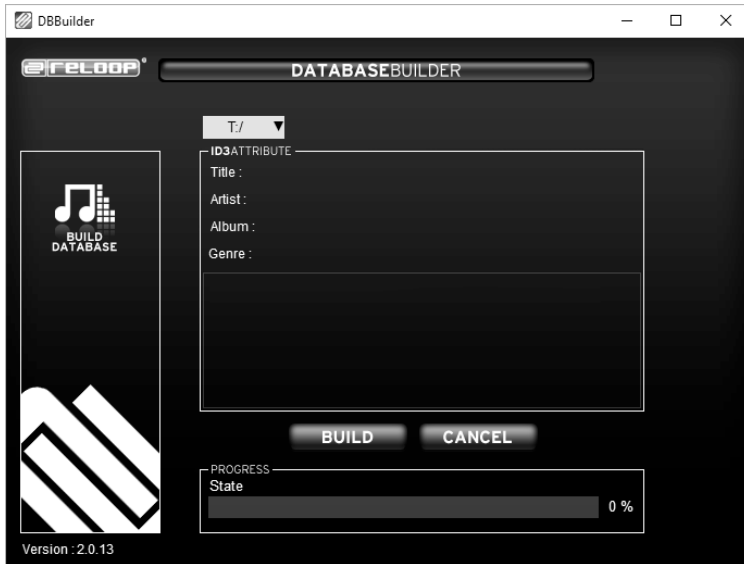 DBBuilder
reloop®
DATABASEBUILDER
T:/
ID3ATTRIBUTE
Title :
Artist :
Album :
Genre :
BUILD
DATABASE
BUILD CANCEL
PROGRESS
State
0 %
Version : 2.0.13